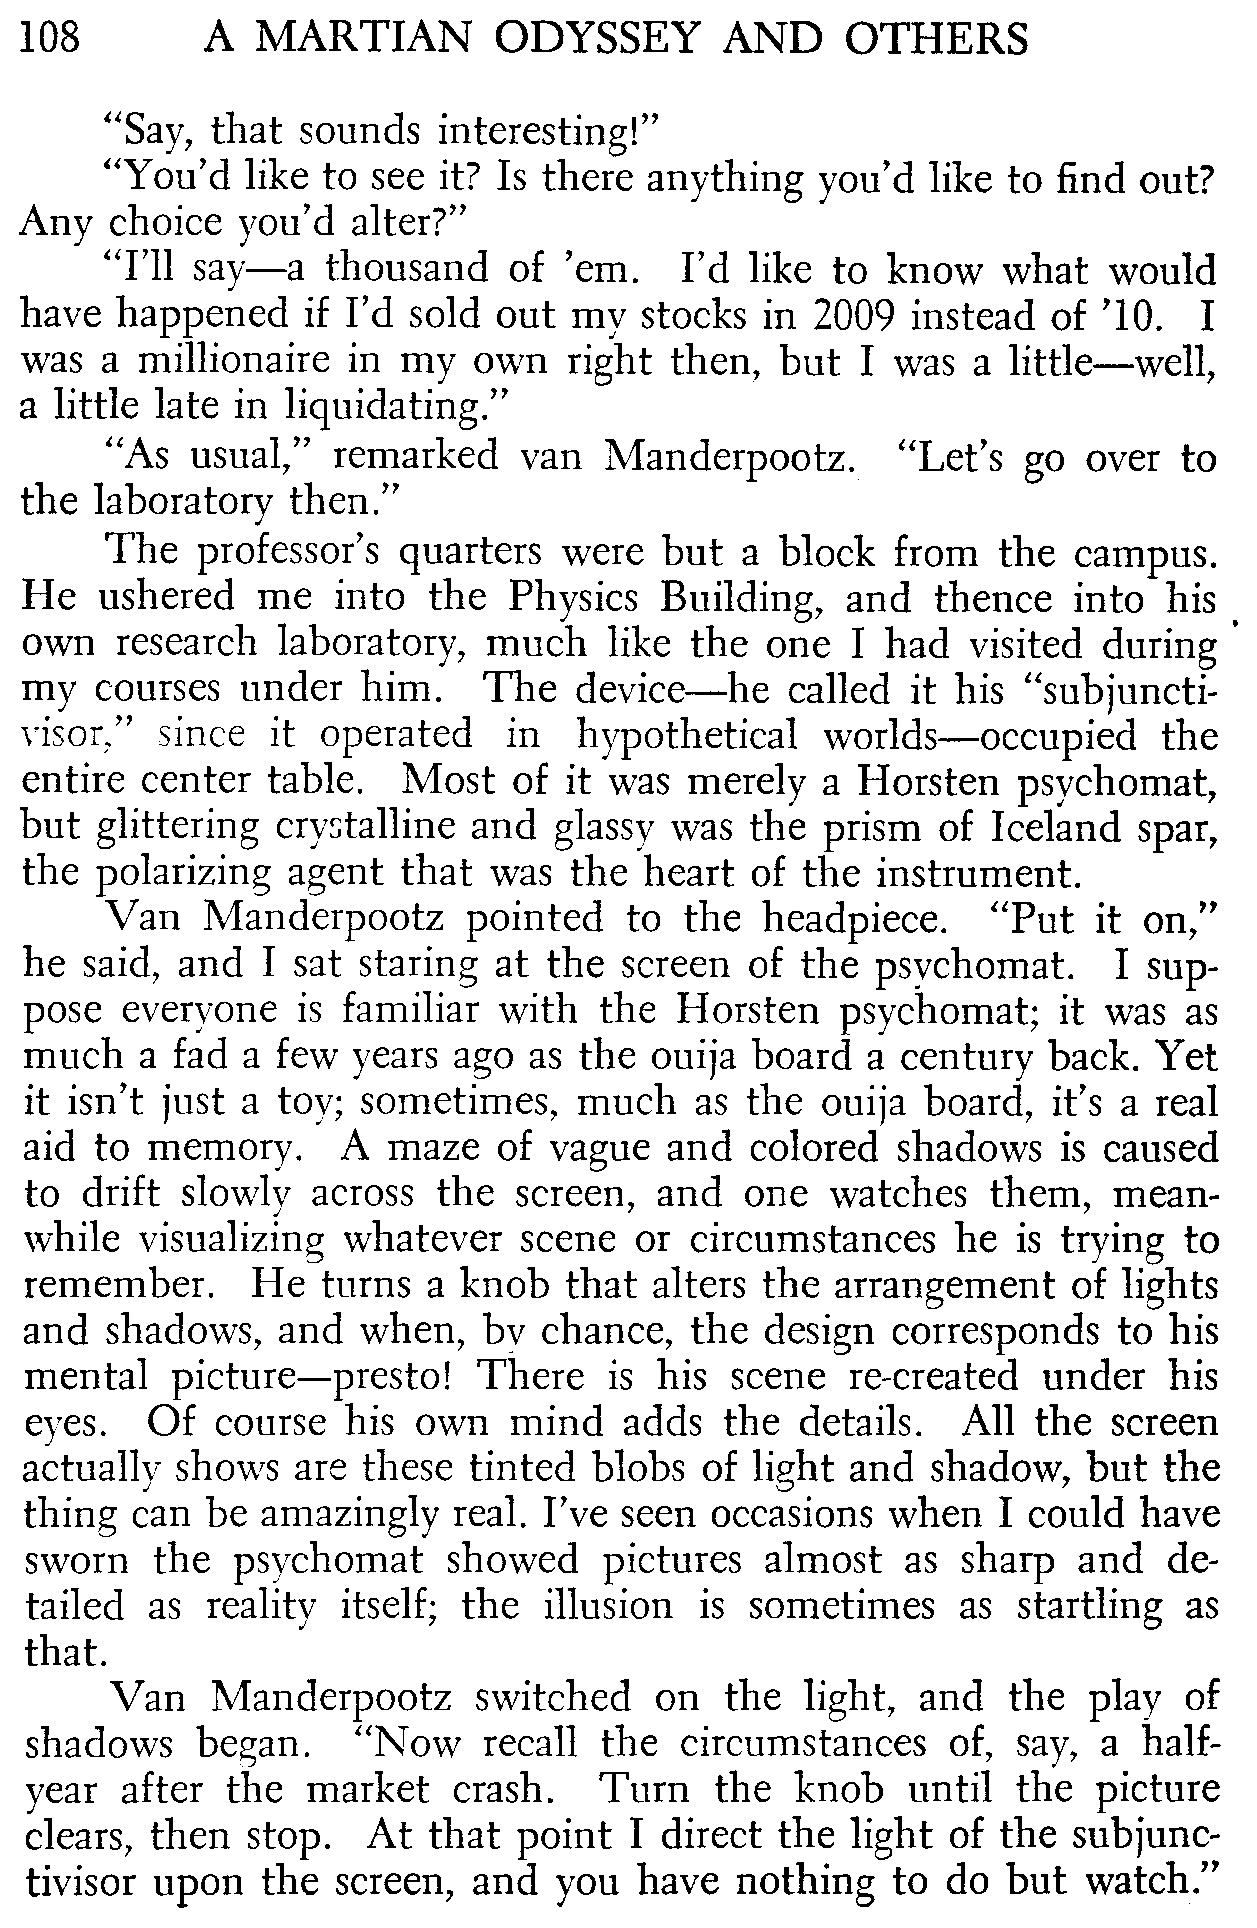 108 A MARTIAN ODYSSEY AND OTHERS
“Say, that sounds interesting!”
“You’d like to see it? Is there anything you’d like to find out?
Any choice you’d alter?”
“I’ll say—a thousand of ’em. I’d like to know what would
have happened if I’d sold out my stocks in 2009 instead of ’10. I
was a millionaire in my own right then, but I was a little—well,
a little late in liquidating.”
“As usual,” remarked van Manderpootz. “Let’s go over to
the laboratory then.”
The professor’s quarters were but a block from the campus.
He ushered me into the Physics Building, and thence into his
own research laboratory, much like the one I had visited during
my courses under him. The device—he called it his “subjuncti-
visor,” since it operated in hypothetical worlds—occupied the
entire center table. Most of it was merely a Horsten psychomat,
but glittering crystalline and glassy was the prism of Iceland spar,
the polarizing agent that was the heart of the instrument.
Van Manderpootz pointed to the headpiece. “Put it on,”
he said, and I sat staring at the screen of the psychomat. I sup-
pose everyone is familiar with the Horsten psychomat; it was as
much a fad a few years ago as the ouija board a century back. Yet
it isn’t just a toy; sometimes, much as the ouija board, it’s a real
aid to memory. A maze of vague and colored shadows is caused
to drift slowly across the screen, and one watches them, mean-
while visualizing whatever scene or circumstances he is trying to
remember. He turns a knob that alters the arrangement of lights
and shadows, and when, by chance, the design corresponds to his
mental picture—presto! There is his scene re-created under his
eyes. Of course his own mind adds the details. All the screen
actually shows are these tinted blobs of light and shadow, but the
thing can be amazingly real. I’ve seen occasions when I could have
sworn the psychomat showed pictures almost as sharp and de-
tailed as reality itself; the illusion is sometimes as startling as
that.
Van Manderpootz switched on the light, and the play of
shadows began. “Now recall the circumstances of, say, a half-
year after the market crash. Turn the knob until the picture
clears, then stop. At that point I direct the light of the subjunc-
tivisor upon the screen, and you have nothing to do but watch.”